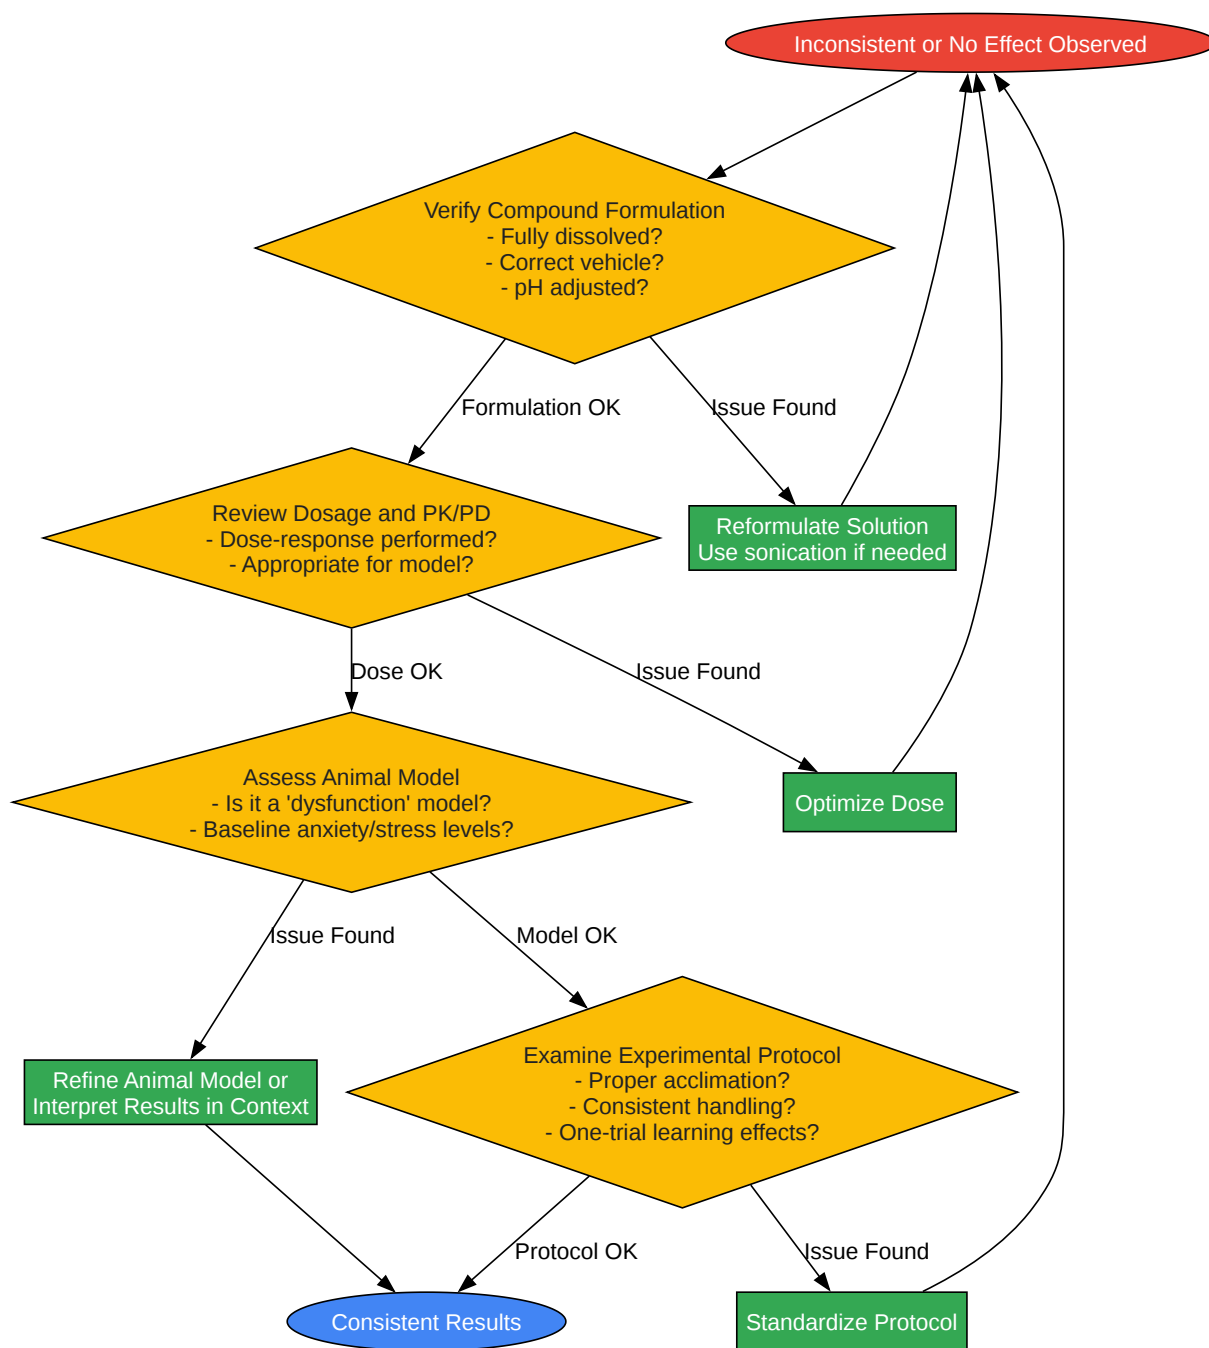 Inconsistent or No Effect Observed
Verify Compound Formulation
- Fully dissolved?
- Correct vehicle?
- pH adjusted?
Formulation OK
Issue Found
Review Dosage and PK/PD
- Dose-response performed?
- Appropriate for model?
Reformulate Solution
Use sonication if needed
Dose OK
Issue Found
Assess Animal Model
- Is it a 'dysfunction' model?
- Baseline anxiety/stress levels?
Optimize Dose
Issue Found
Model OK
Refine Animal Model or
Interpret Results in Context
Examine Experimental Protocol
- Proper acclimation?
- Consistent handling?
- One-trial learning effects?
Protocol OK
Issue Found
Consistent Results
Standardize Protocol